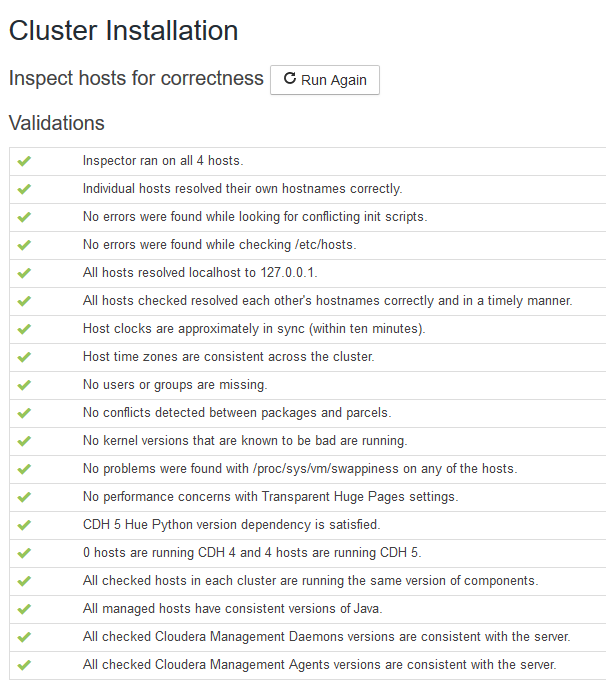 Cluster Installation
Inspect hosts for correctness Run Again
Validations
Inspector ran on all 4 hosts.
Individual hosts resolved their own hostnames correctly.
No errors were found while looking for conflicting init scripts.
No errors were found while checking /etc/hosts.
All hosts resolved localhost to 127.0.0.1.
All hosts checked resolved each other's hostnames correctly and in a timely manner.
Host clocks are approximately in sync (within ten minutes).
Host time zones are consistent across the cluster.
No users or groups are missing.
No conflicts detected between packages and parcels.
No kernel versions that are known to be bad are running.
No problems were found with /proc/sys/vm/swappiness on any of the hosts.
No performance concerns with Transparent Huge Pages settings.
CDH 5 Hue Python version dependency is satisfied.
0 hosts are running CDH 4 and 4 hosts are running CDH 5.
All checked hosts in each cluster are running the same version of components.
All managed hosts have consistent versions of Java.
All checked Cloudera Management Daemons versions are consistent with the server.
All checked Cloudera Management Agents versions are consistent with the server.